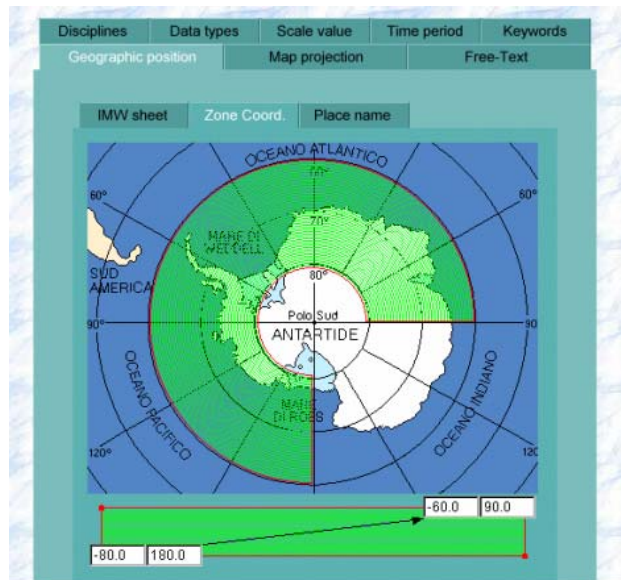 Disciplines Data types Scale value Time period Keywords
Geographic position Map projection Free-Text
IMW sheet Zone Coord. Place name
OCEANO ATLANTICO
60°
60° 60°
70°
MARE DI
WEDDELL
SUD
AMERICA
80°
90° Polo Sud 90
ANTARTIDE
OCEANO PACIFICO
OCEANO INDIANO
MARE
DI ROSS
120° 120
-60.0 90.0
-80.0 180.0